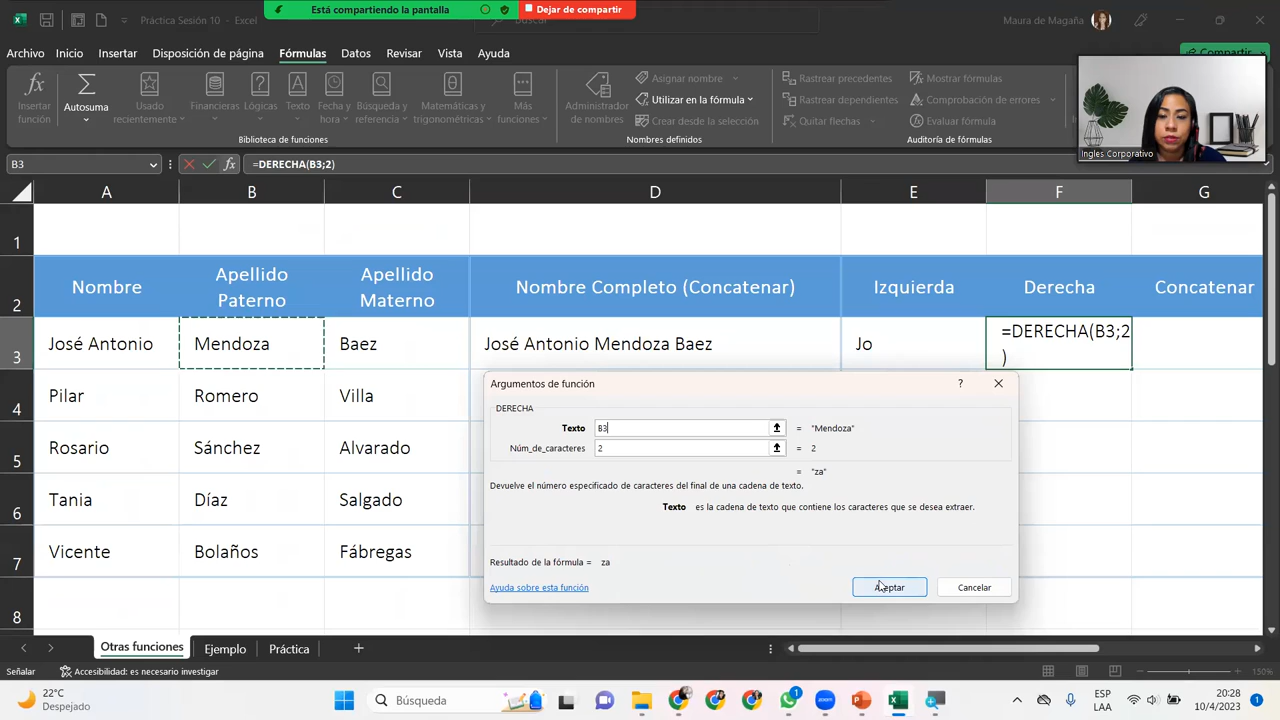 Está compartiendo la pantalla
Dejar de compartir
Práctica Sesión 10 - Excel
Buscar
Maura de Magaña
Archivo Inicio Insertar Disposición de página Fórmulas Datos Revisar Vista Ayuda
Compartir
Insertar función
Autosuma
Usado recientemente
Financieras
Lógicas
Texto
Fecha y hora
Búsqueda y referencia
Matemáticas y trigonométricas
Más funciones
Biblioteca de funciones
Administrador de nombres
Asignar nombre
Utilizar en la fórmula
Crear desde la selección
Nombres definidos
Rastrear precedentes
Rastrear dependientes
Quitar flechas
Mostrar fórmulas
Comprobación de errores
Evaluar fórmula
Auditoría de fórmulas
Ingles Corporativo
B3
fx
=DERECHA(B3;2)
A B C D E F G
1
2 Nombre Apellido Paterno Apellido Materno Nombre Completo (Concatenar) Izquierda Derecha Concatenar
3 José Antonio Mendoza Baez José Antonio Mendoza Baez Jo =DERECHA(B3;2)
4 Pilar Romero Villa
5 Rosario Sánchez Alvarado
6 Tania Díaz Salgado
7 Vicente Bolaños Fábregas
8
Argumentos de función
?
DERECHA
Texto B3 = "Mendoza"
Núm_de_caracteres 2 = 2
= "za"
Devuelve el número especificado de caracteres del final de una cadena de texto.
Texto es la cadena de texto que contiene los caracteres que se desea extraer.
Resultado de la fórmula = za
Ayuda sobre esta función
Aceptar
Cancelar
Otras funciones Ejemplo Práctica
Señalar
Accesibilidad: es necesario investigar
150%
22°C
Despejado
Búsqueda
1
ESP
LAA
20:28
10/4/2023
1